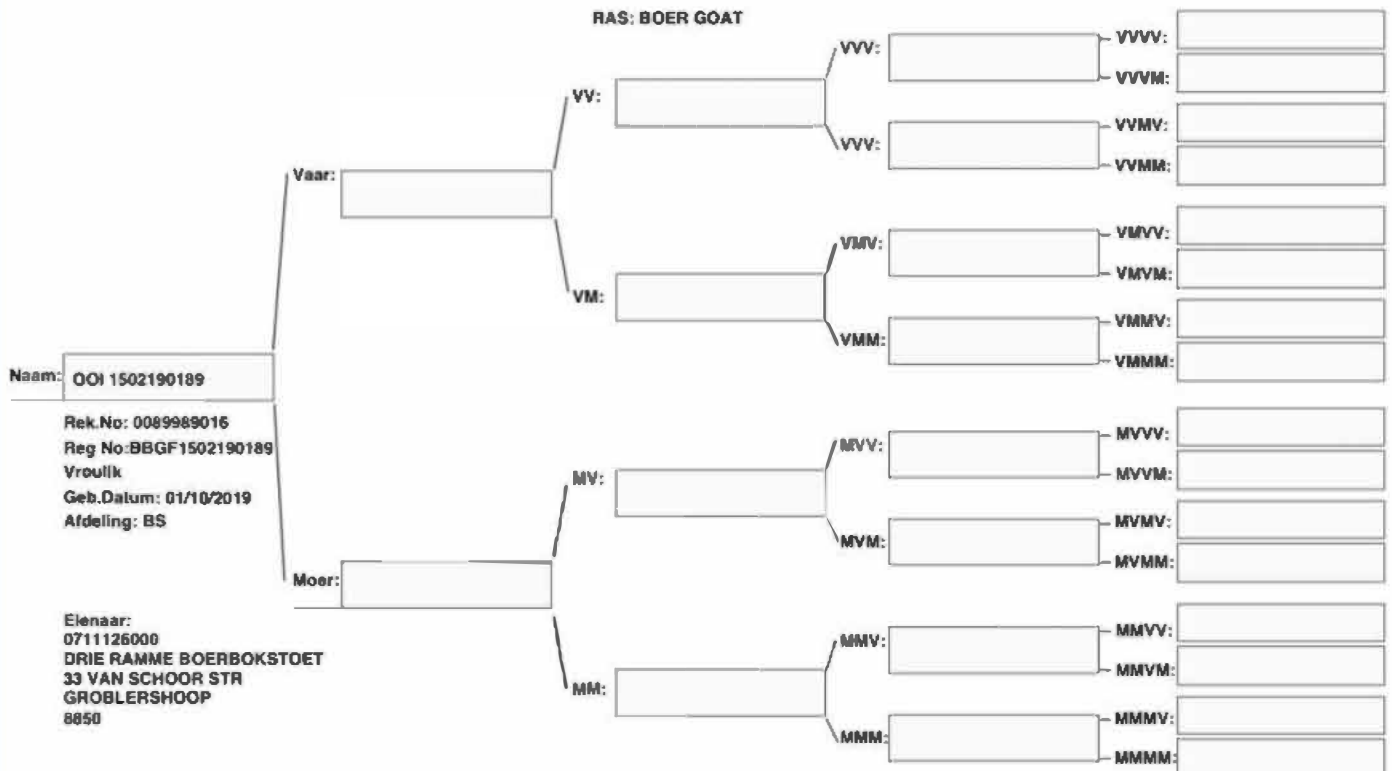 RAS: BOER GOAT
Naam: OOI 1502190189
Rek.No: 0089989016
Reg No:BBGF1502190189
Vroulik
Geb.Datum: 01/10/2019
Afdeling: BS
Eienaar:
0711126000
DRIE RAMME BOERBOKSTOET
33 VAN SCHOOR STR
GROBLERSHOOP
8850
Vaar:
Moer:
VV:
VM:
MV:
MM:
VVV:
VVV:
VMV:
VMM:
MVV:
MVM:
MMV:
MMM:
VVVV:
VVVM:
VVMV:
VVMM:
VMVV:
VMVM:
VMMV:
VMMM:
MVVV:
MVVM:
MVMV:
MVMM:
MMVV:
MMVM:
MMMV:
MMMM: